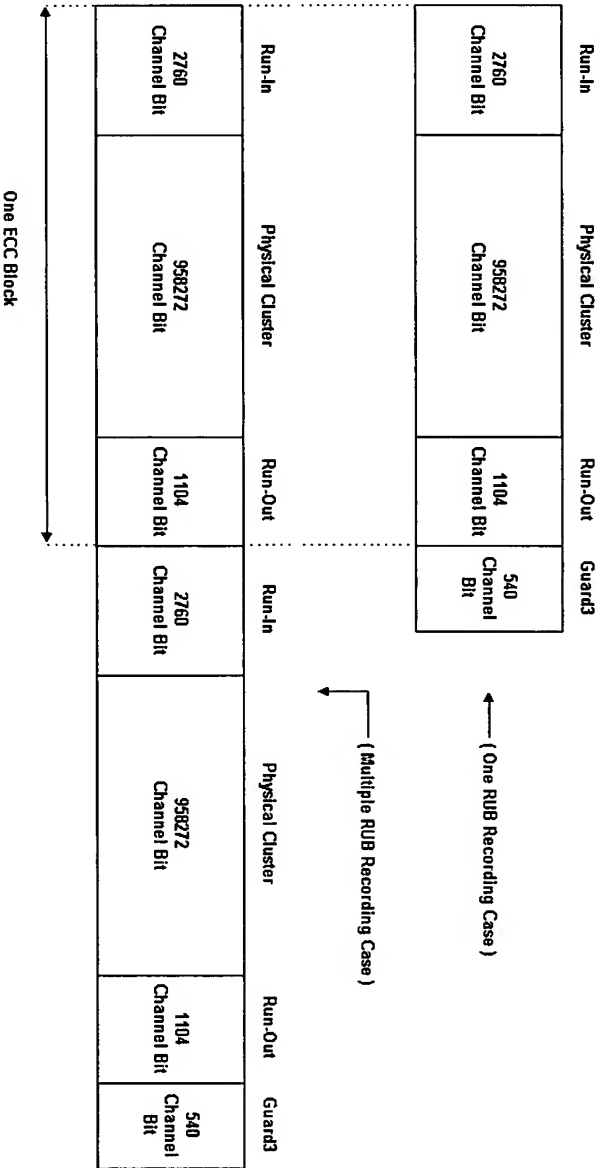 Run-In
Physical Cluster
Run-Out
Guard3
2760
Channel Bit
958272
Channel Bit
1104
Channel Bit
540
Channel
Bit
( One RUB Recording Case )
( Multiple RUB Recording Case )
Run-In
Physical Cluster
Run-Out
Run-In
Physical Cluster
Run-Out
Guard3
2760
Channel Bit
958272
Channel Bit
1104
Channel Bit
2760
Channel Bit
958272
Channel Bit
1104
Channel Bit
540
Channel
Bit
One ECC Block